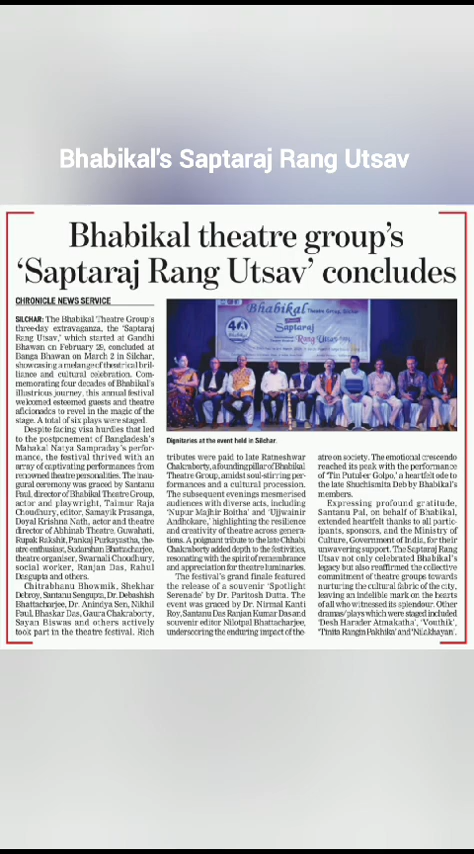 Bhabikal's Saptaraj Rang Utsav
Bhabikal theatre group's
'Saptaraj Rang Utsav' concludes
CHRONICLE NEWS SERVICE
SILCHAR: The Bhabikal Theatre Group's
three-day extravaganza, the 'Saptaraj
Rang Utsav,' which started at Gandhi
Bhawan on February 29, concluded at
Banga Bhawan on March 2 in Silchar,
showcasing a melange of theatrical bril-
liance and cultural celebration. Com-
memorating four decades of Bhabikal's
illustrious journey, this annual festival
welcomed esteemed guests and theatre
aficionados to revel in the magic of the
stage. A total of six plays were staged.
Despite facing visa hurdles that led
to the postponement of Bangladesh's
Mahakal Natya Sampraday's perfor-
mance, the festival thrived with an
array of captivating performances from
renowned theatre personalities. The inau-
gural ceremony was graced by Santanu
Paul, director of Bhabikal Theatre Group,
actor and playwright, Taimur Raja
Choudhury, editor, Samayik Prasanga,
Doyal Krishna Nath, actor and theatre
director of Abhinab Theatre, Guwahati,
Rupak Rakshit, Pankaj Purkayastha, the-
atre enthusiast, Sudarshan Bhattacharjee,
theatre organiser, Swarnali Choudhury,
social worker, Ranjan Das, Rahul
Dasgupta and others.
Chitrabhanu Bhowmik, Shekhar
Debroy, Santanu Sengupta, Dr. Debashish
Bhattacharjee, Dr. Anindya Sen, Nikhil
Paul, Bhaskar Das, Gaura Chakraborty,
Sayan Biswas and others actively
took part in the theatre festival. Rich
Bhabikal Theatre Group, Silchar
40
Saptaraj
Rang Utsav
Dignitaries at the event held in Silchar.
tributes were paid to late Ratneshwar
Chakraborty, a founding pillar of Bhabikal
Theatre Group, amidst soul-stirring per-
formances and a cultural procession.
The subsequent evenings mesmerised
audiences with diverse acts, including
'Nupur Majhir Boitha' and 'Ujjwainir
Andhokare,' highlighting the resilience
and creativity of theatre across genera-
tions. A poignant tribute to the late Chhabi
Chakraborty added depth to the festivities,
resonating with the spirit of remembrance
and appreciation for theatre luminaries.
The festival's grand finale featured
the release of a souvenir 'Spotlight
Serenade' by Dr. Paritosh Dutta. The
event was graced by Dr. Nirmal Kanti
Roy, Santanu Das Ranjan Kumar Das and
souvenir editor Nilotpal Bhattacharjee,
underscoring the enduring impact of the-
atre on society. The emotional crescendo
reached its peak with the performance
of 'Tin Putuler Golpo,' a heartfelt ode to
the late Shuchismita Deb by Bhabikal's
members.
Expressing profound gratitude,
Santanu Pal, on behalf of Bhabikal,
extended heartfelt thanks to all partic-
ipants, sponsors, and the Ministry of
Culture, Government of India, for their
unwavering support. The Saptaraj Rang
Utsav not only celebrated Bhabikal's
legacy but also reaffirmed the collective
commitment of theatre groups towards
nurturing the cultural fabric of the city,
leaving an indelible mark on the hearts
of all who witnessed its splendour. Other
dramas/plays which were staged included
'Desh Harader Atmakatha', 'Vouthik',
'Tinita Rangin Pakhika' and 'Nilakhayan'.